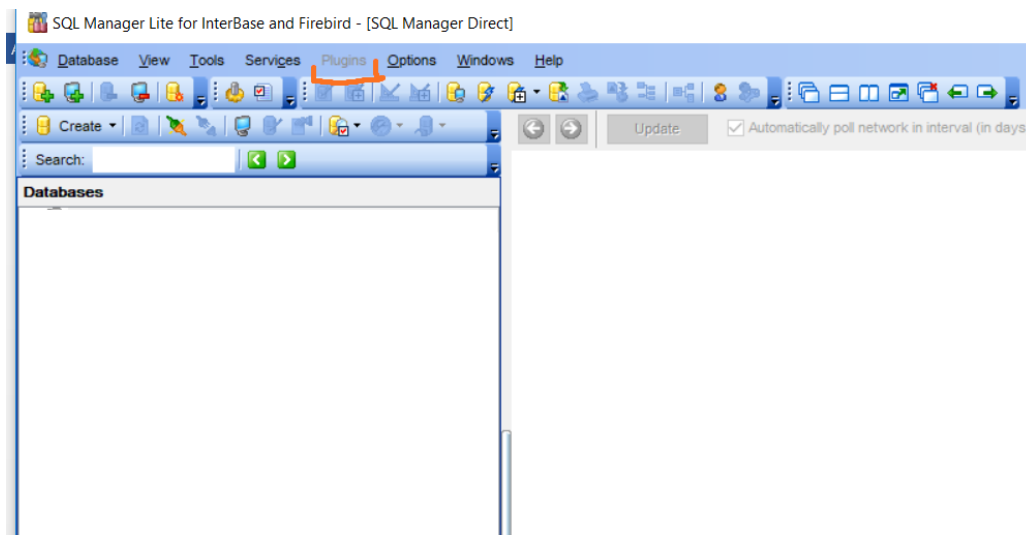 SQL Manager Lite for InterBase and Firebird - [SQL Manager Direct]
Database View Tools Services Plugins Options Windows Help
Create Update Automatically poll network in interval (in days
Search:
Databases